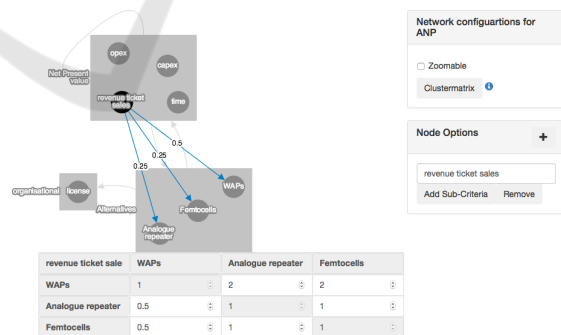 Network configuartions for
ANP
Zoomable
Clustermatrix
Node Options
+
revenue ticket sales
Add Sub-Criteria Remove
opex
capex
Net Present
value
revenue ticket
sales
time
0.5
0.25
0.25
WAPs
organisational
license
Alternatives
Femtocells
Analogue
repeater
revenue ticket sale WAPs Analogue repeater Femtocells
WAPs 1 2 2
Analogue repeater 0.5 1 1
Femtocells 0.5 1 1